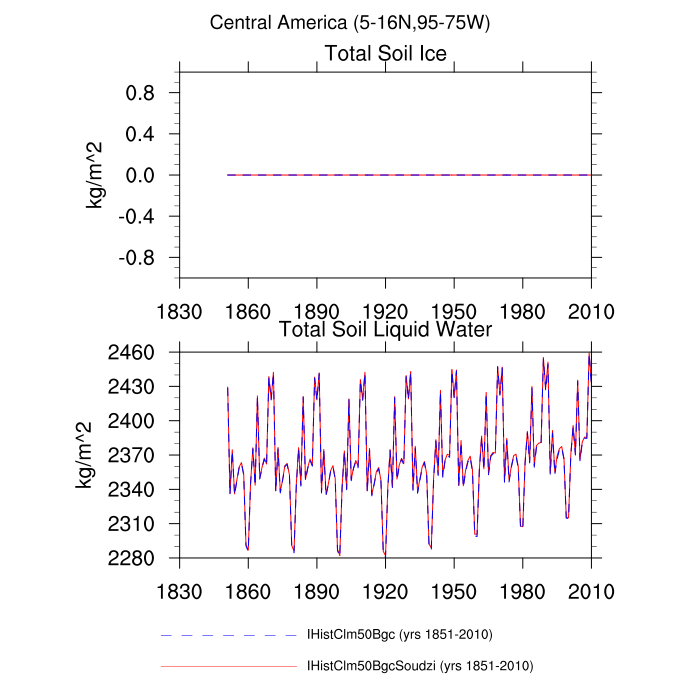 Central America (5-16N,95-75W)
Total Soil Ice
kg/m^2
0.8
0.4
0.0
-0.4
-0.8
1830 1860 1890 1920 1950 1980 2010
Total Soil Liquid Water
kg/m^2
2460
2430
2400
2370
2340
2310
2280
1830 1860 1890 1920 1950 1980 2010
IHistClm50Bgc (yrs 1851-2010)
IHistClm50BgcSoudzi (yrs 1851-2010)